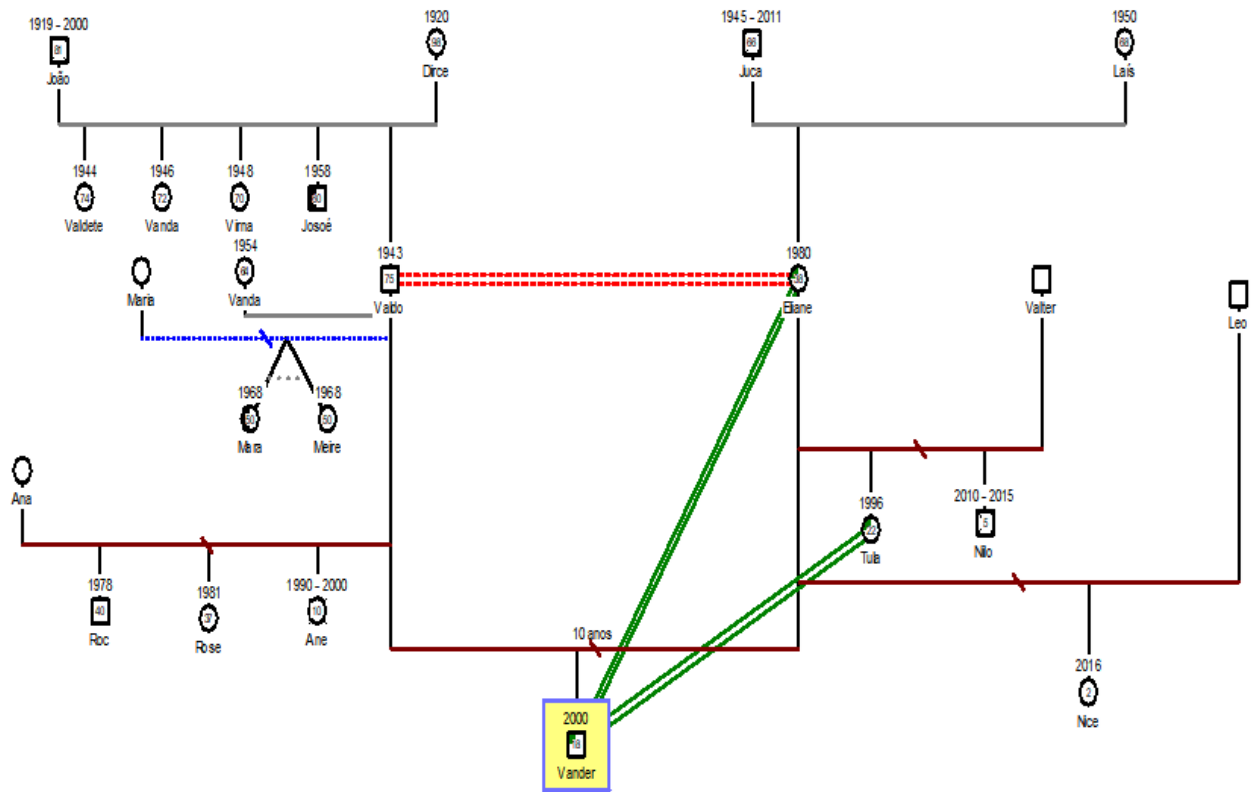 1919 - 2000
81
João
1920
98
Dirce
1945 - 2011
66
Juca
1950
68
Laís
1944
74
Valdete
1946
72
Vanda
1948
70
Virna
1958
60
Josoé
Maria
1954
64
Vanda
1943
75
Valdo
1980
38
Eliane
Valter
Leo
1968
50
Mara
1968
50
Meire
Ana
1978
40
Roc
1981
37
Rose
1990 - 2000
10
Ane
1996
22
Tula
2010 - 2015
5
Nilo
10 anos
2016
2
Nice
2000
18
Vander